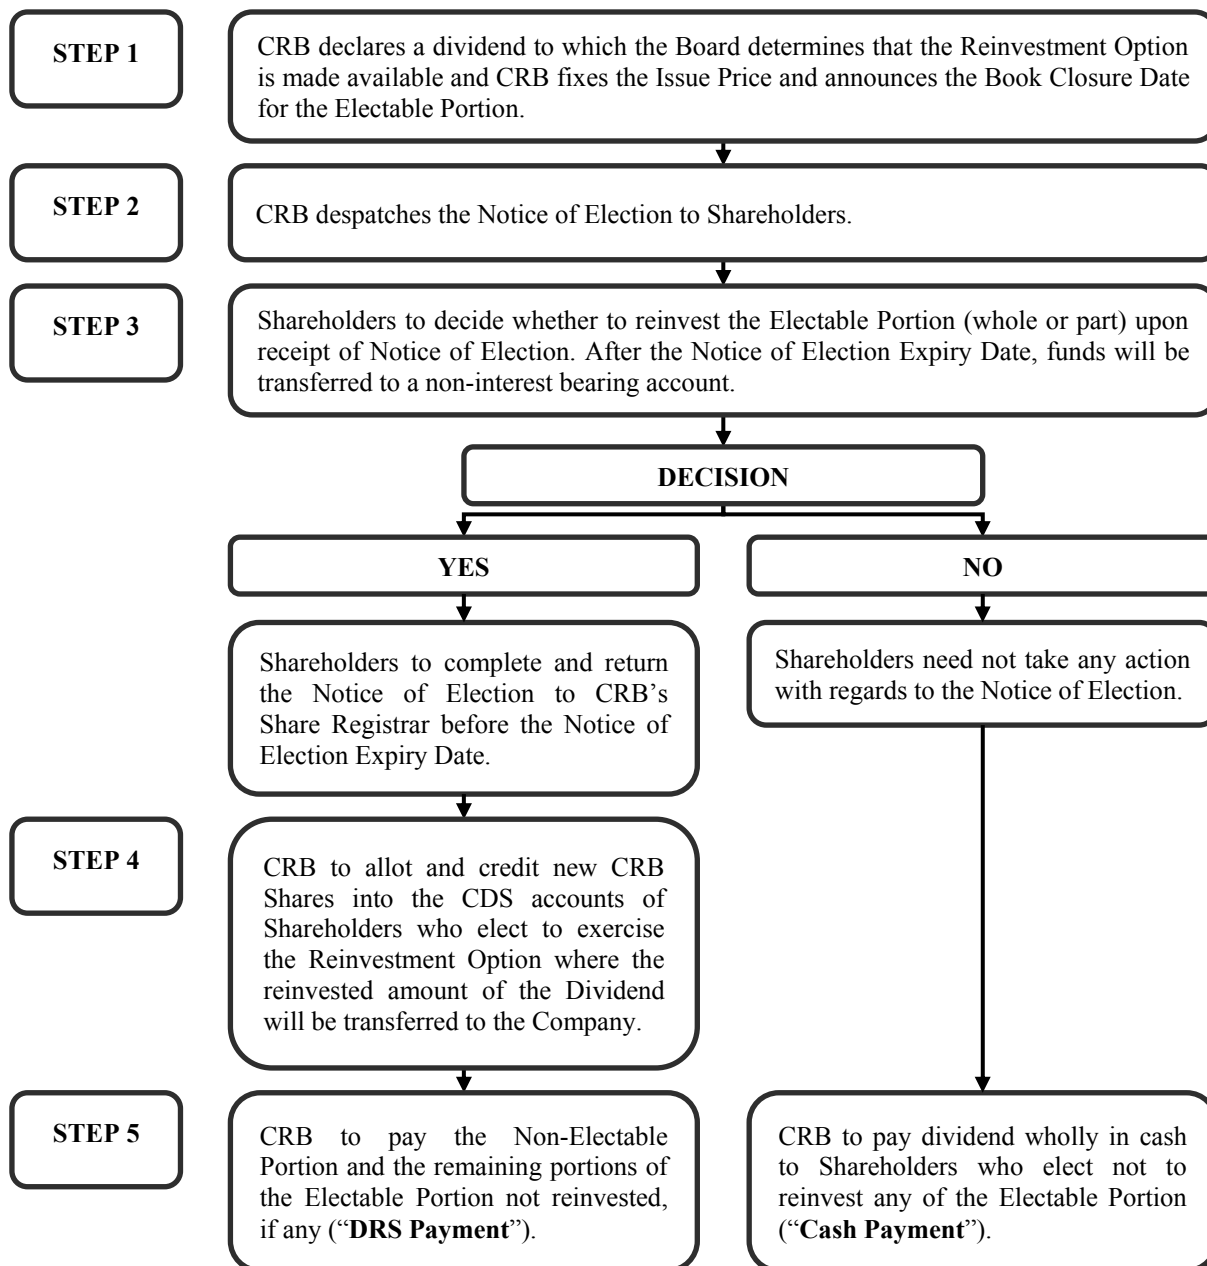 STEP 1
CRB declares a dividend to which the Board determines that the Reinvestment Option
is made available and CRB fixes the Issue Price and announces the Book Closure Date
for the Electable Portion.
STEP 2
CRB despatches the Notice of Election to Shareholders.
STEP 3
Shareholders to decide whether to reinvest the Electable Portion (whole or part) upon
receipt of Notice of Election. After the Notice of Election Expiry Date, funds will be
transferred to a non-interest bearing account.
DECISION
YES
NO
Shareholders to complete and return
the Notice of Election to CRB’s
Share Registrar before the Notice of
Election Expiry Date.
Shareholders need not take any action
with regards to the Notice of Election.
STEP 4
CRB to allot and credit new CRB
Shares into the CDS accounts of
Shareholders who elect to exercise
the Reinvestment Option where the
reinvested amount of the Dividend
will be transferred to the Company.
STEP 5
CRB to pay the Non-Electable
Portion and the remaining portions of
the Electable Portion not reinvested,
if any (“DRS Payment”).
CRB to pay dividend wholly in cash
to Shareholders who elect not to
reinvest any of the Electable Portion
(“Cash Payment”).